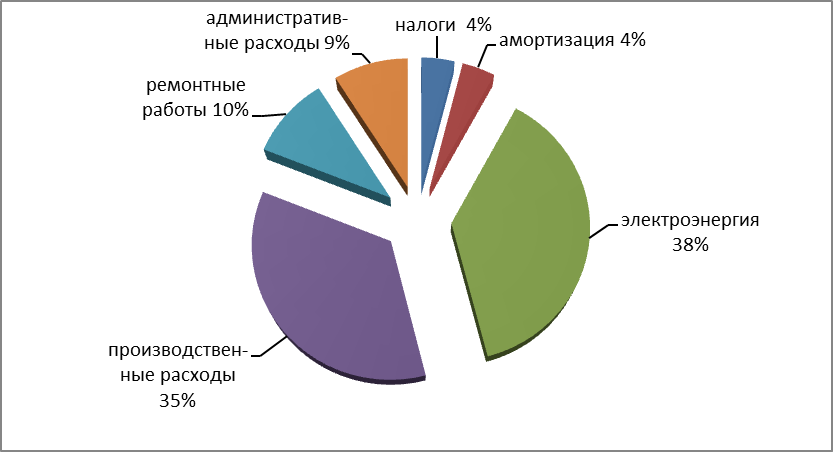 административ-
ные расходы 9%
налоги 4%
амортизация 4%
ремонтные
работы 10%
электроэнергия
38%
производствен-
ные расходы
35%